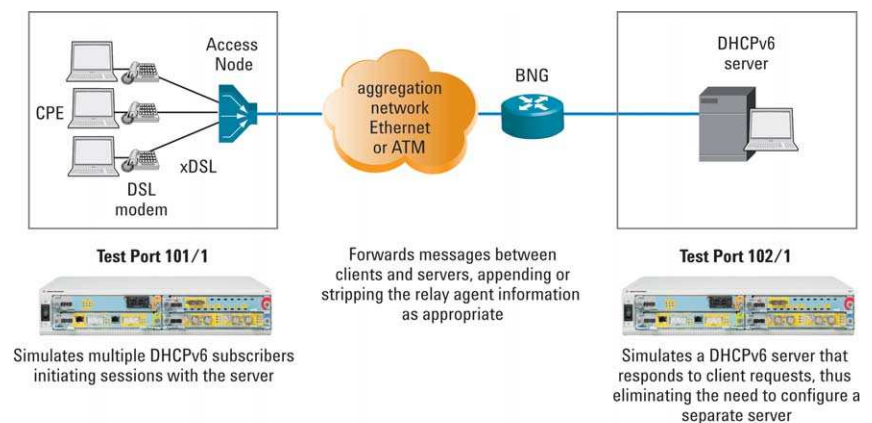 Access
Node
CPE
xDSL
DSL
modem
aggregation
network
Ethernet
or ATM
BNG
DHCPv6
server
Test Port 101/1
Simulates multiple DHCPv6 subscribers
initiating sessions with the server
Forwards messages between
clients and servers, appending or
stripping the relay agent information
as appropriate
Test Port 102/1
Simulates a DHCPv6 server that
responds to client requests, thus
eliminating the need to configure a
separate server